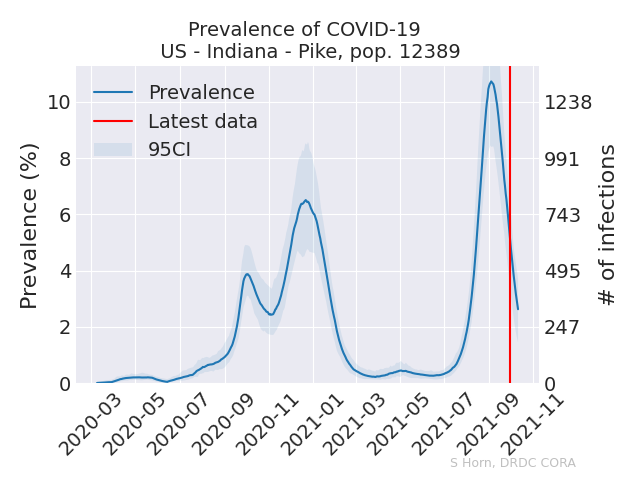 Prevalence of COVID-19
US - Indiana - Pike, pop. 12389
Prevalence
Latest data
95CI
Prevalence (%)
10
8
6
4
2
0
1238
991
743
495
247
0
# of infections
2020-03
2020-05
2020-07
2020-09
2020-11
2021-01
2021-03
2021-05
2021-07
2021-09
2021-11
S Horn, DRDC CORA